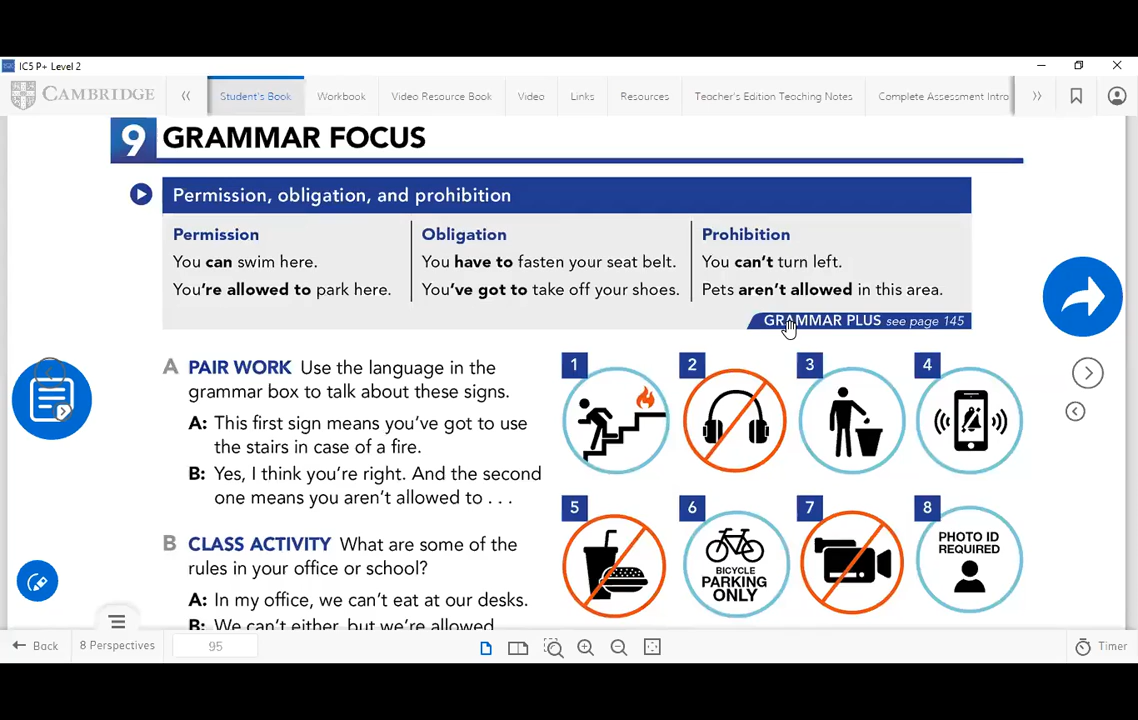 IC5 P+ Level 2
CAMBRIDGE
Student's Book
Workbook
Video Resource Book
Video
Links
Resources
Teacher's Edition Teaching Notes
Complete Assessment Intro
9 GRAMMAR FOCUS
Permission, obligation, and prohibition
Permission
You can swim here.
You're allowed to park here.
Obligation
You have to fasten your seat belt.
You've got to take off your shoes.
Prohibition
You can't turn left.
Pets aren't allowed in this area.
GRAMMAR PLUS see page 145
A PAIR WORK Use the language in the
grammar box to talk about these signs.
A: This first sign means you've got to use
the stairs in case of a fire.
B: Yes, I think you're right. And the second
one means you aren't allowed to . . .
B CLASS ACTIVITY What are some of the
rules in your office or school?
A: In my office, we can't eat at our desks.
B: We can't either, but we're allowed
1
2
3
4
5
6
BICYCLE
PARKING
ONLY
7
8
PHOTO ID
REQUIRED
Back
8 Perspectives
95
Timer